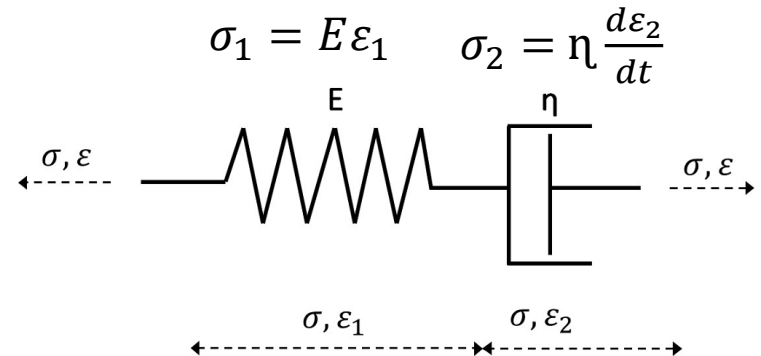 σ₁ = Eε₁ σ₂ = η dε₂/dt
E η
σ, ε σ, ε
σ, ε₁ σ, ε₂